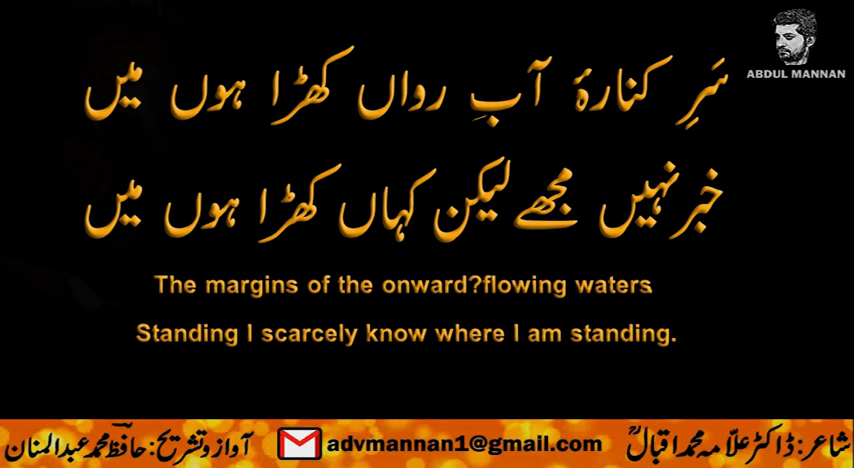 ABDUL MANNAN
سَرِ کنارۂ آبِ رواں کھڑا ہوں میں
خبر نہیں مجھے لیکن کہاں کھڑا ہوں میں
The margins of the onward?flowing waters
Standing I scarcely know where I am standing.
شاعر: ڈاکٹر علّامہ محمد اقبالؒ
advmannan1@gmail.com
آواز و تشریح: حافظ محمد عبدالمنان